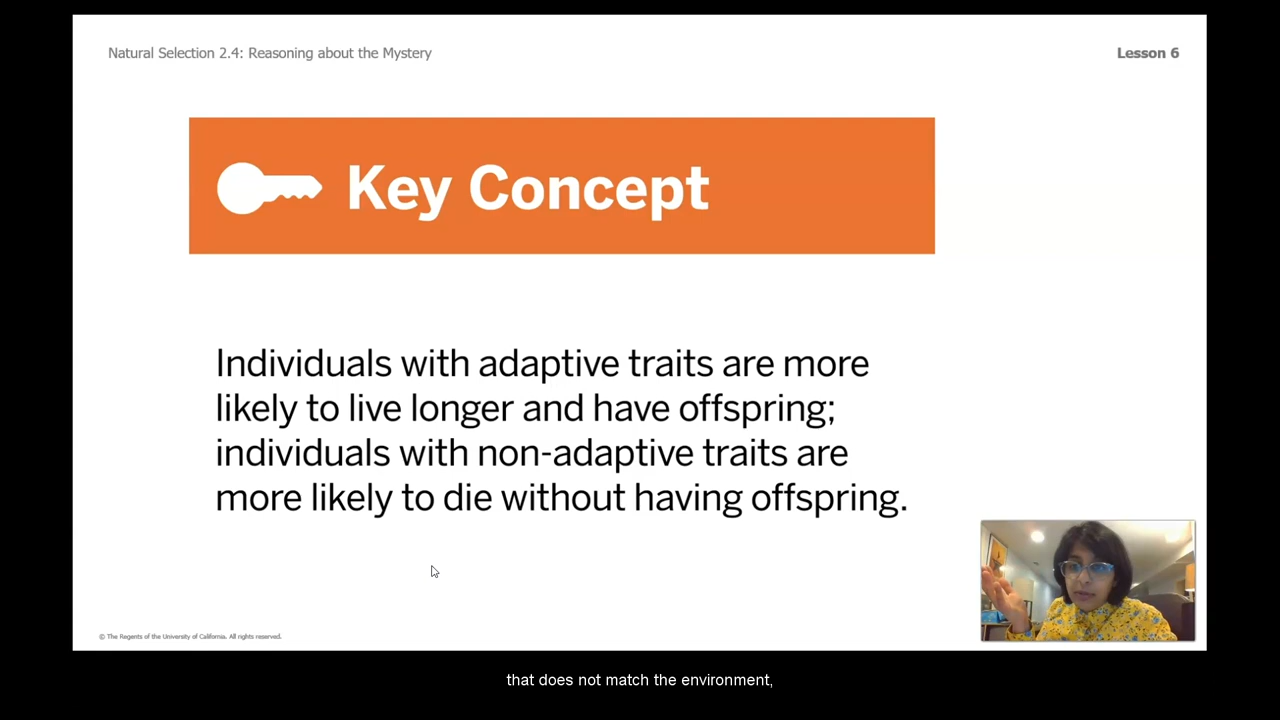 Natural Selection 2.4: Reasoning about the Mystery
Lesson 6
Key Concept
Individuals with adaptive traits are more
likely to live longer and have offspring;
individuals with non-adaptive traits are
more likely to die without having offspring.
© The Regents of the University of California. All rights reserved.
that does not match the environment,